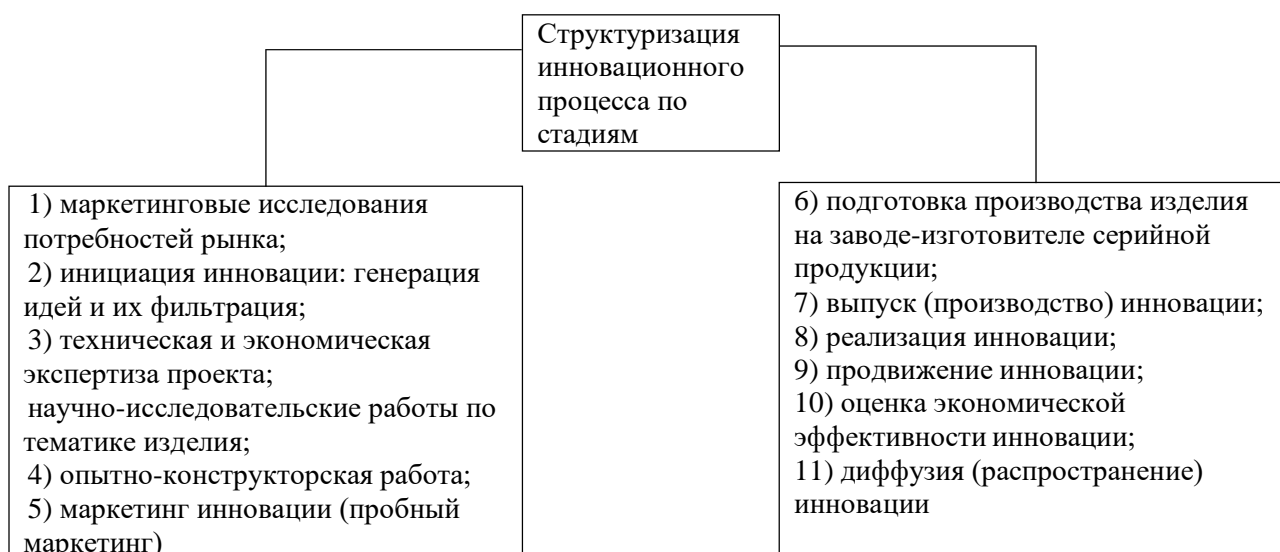 Структуризация
инновационного
процесса по
стадиям
1) маркетинговые исследования
потребностей рынка;
2) инициация инновации: генерация
идей и их фильтрация;
3) техническая и экономическая
экспертиза проекта;
научно-исследовательские работы по
тематике изделия;
4) опытно-конструкторская работа;
5) маркетинг инновации (пробный
маркетинг)
6) подготовка производства изделия
на заводе-изготовителе серийной
продукции;
7) выпуск (производство) инновации;
8) реализация инновации;
9) продвижение инновации;
10) оценка экономической
эффективности инновации;
11) диффузия (распространение)
инновации